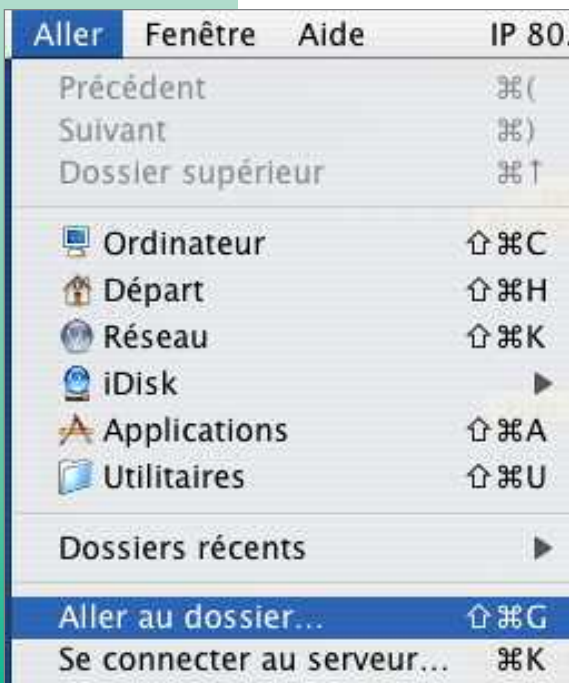 Aller Fenêtre Aide IP 80.
Précédent ⌘(
Suivant ⌘)
Dossier supérieur ⌘↑
Ordinateur ⇧⌘C
Départ ⇧⌘H
Réseau ⇧⌘K
iDisk ▶
Applications ⇧⌘A
Utilitaires ⇧⌘U
Dossiers récents ▶
Aller au dossier... ⇧⌘G
Se connecter au serveur... ⌘K